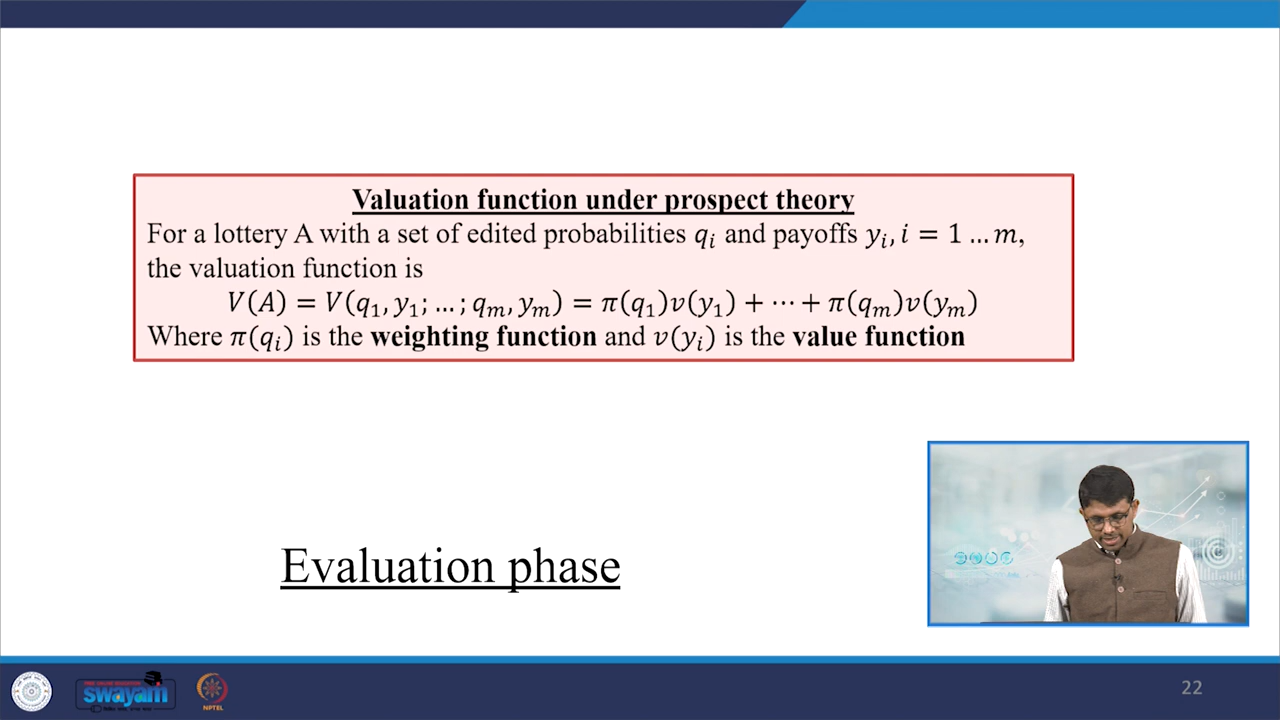 Valuation function under prospect theory
For a lottery A with a set of edited probabilities qᵢ and payoffs yᵢ, i = 1 … m,
the valuation function is
V(A) = V(q₁, y₁; … ; qₘ, yₘ) = π(q₁)v(y₁) + ⋯ + π(qₘ)v(yₘ)
Where π(qᵢ) is the weighting function and v(yᵢ) is the value function
Evaluation phase
swayam
NPTEL
22